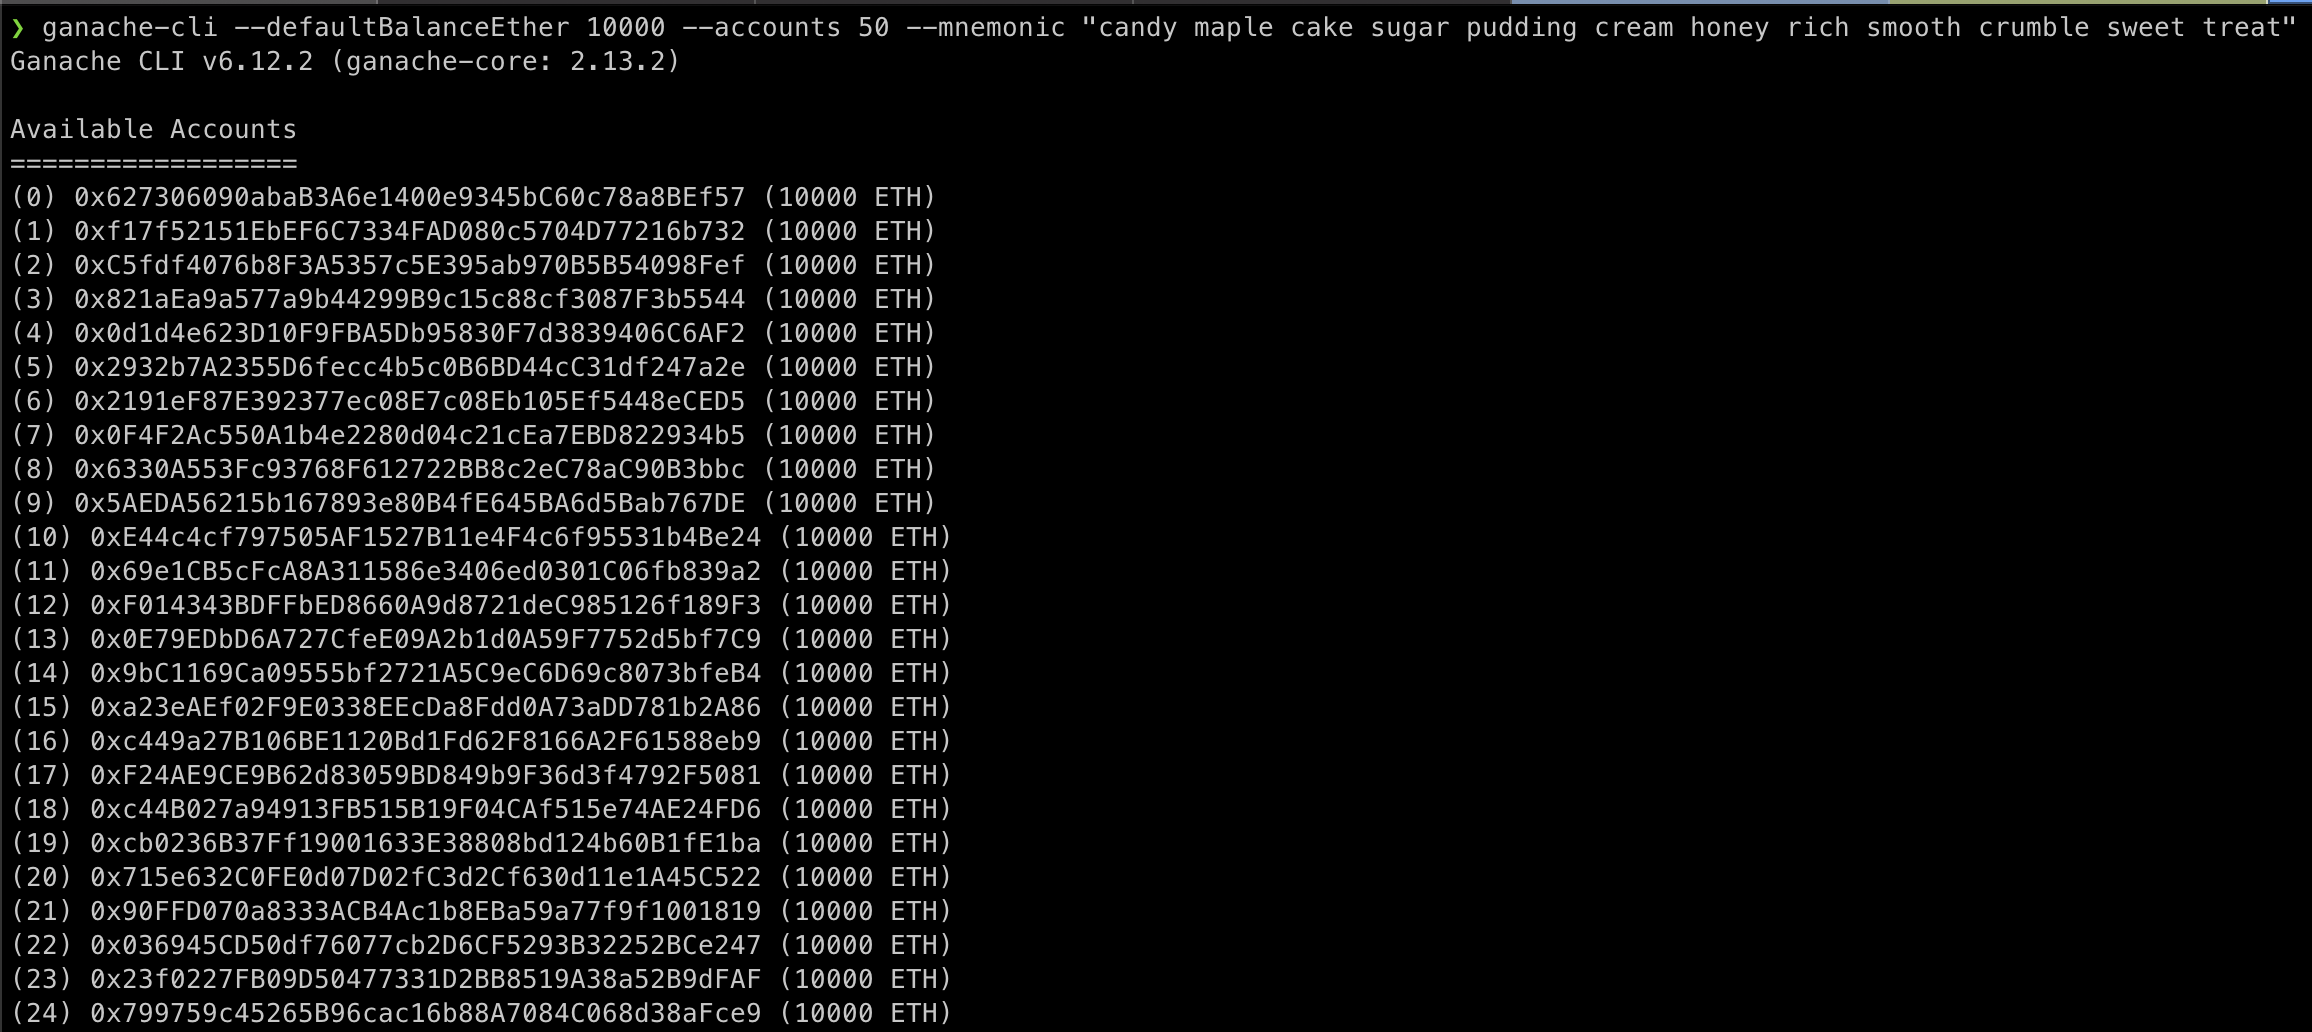 ❯ ganache-cli --defaultBalanceEther 10000 --accounts 50 --mnemonic "candy maple cake sugar pudding cream honey rich smooth crumble sweet treat"
Ganache CLI v6.12.2 (ganache-core: 2.13.2)
Available Accounts
==================
(0) 0x627306090abaB3A6e1400e9345bC60c78a8BEf57 (10000 ETH)
(1) 0xf17f52151EbEF6C7334FAD080c5704D77216b732 (10000 ETH)
(2) 0xC5fdf4076b8F3A5357c5E395ab970B5B54098Fef (10000 ETH)
(3) 0x821aEa9a577a9b44299B9c15c88cf3087F3b5544 (10000 ETH)
(4) 0x0d1d4e623D10F9FBA5Db95830F7d3839406C6AF2 (10000 ETH)
(5) 0x2932b7A2355D6fecc4b5c0B6BD44cC31df247a2e (10000 ETH)
(6) 0x2191eF87E392377ec08E7c08Eb105Ef5448eCED5 (10000 ETH)
(7) 0x0F4F2Ac550A1b4e2280d04c21cEa7EBD822934b5 (10000 ETH)
(8) 0x6330A553Fc93768F612722BB8c2eC78aC90B3bbc (10000 ETH)
(9) 0x5AEDA56215b167893e80B4fE645BA6d5Bab767DE (10000 ETH)
(10) 0xE44c4cf797505AF1527B11e4F4c6f95531b4Be24 (10000 ETH)
(11) 0x69e1CB5cFcA8A311586e3406ed0301C06fb839a2 (10000 ETH)
(12) 0xF014343BDFFbED8660A9d8721deC985126f189F3 (10000 ETH)
(13) 0x0E79EDbD6A727CfeE09A2b1d0A59F7752d5bf7C9 (10000 ETH)
(14) 0x9bC1169Ca09555bf2721A5C9eC6D69c8073bfeB4 (10000 ETH)
(15) 0xa23eAEf02F9E0338EEcDa8Fdd0A73aDD781b2A86 (10000 ETH)
(16) 0xc449a27B106BE1120Bd1Fd62F8166A2F61588eb9 (10000 ETH)
(17) 0xF24AE9CE9B62d83059BD849b9F36d3f4792F5081 (10000 ETH)
(18) 0xc44B027a94913FB515B19F04CAf515e74AE24FD6 (10000 ETH)
(19) 0xcb0236B37Ff19001633E38808bd124b60B1fE1ba (10000 ETH)
(20) 0x715e632C0FE0d07D02fC3d2Cf630d11e1A45C522 (10000 ETH)
(21) 0x90FFD070a8333ACB4Ac1b8EBa59a77f9f1001819 (10000 ETH)
(22) 0x036945CD50df76077cb2D6CF5293B32252BCe247 (10000 ETH)
(23) 0x23f0227FB09D50477331D2BB8519A38a52B9dFAF (10000 ETH)
(24) 0x799759c45265B96cac16b88A7084C068d38aFce9 (10000 ETH)